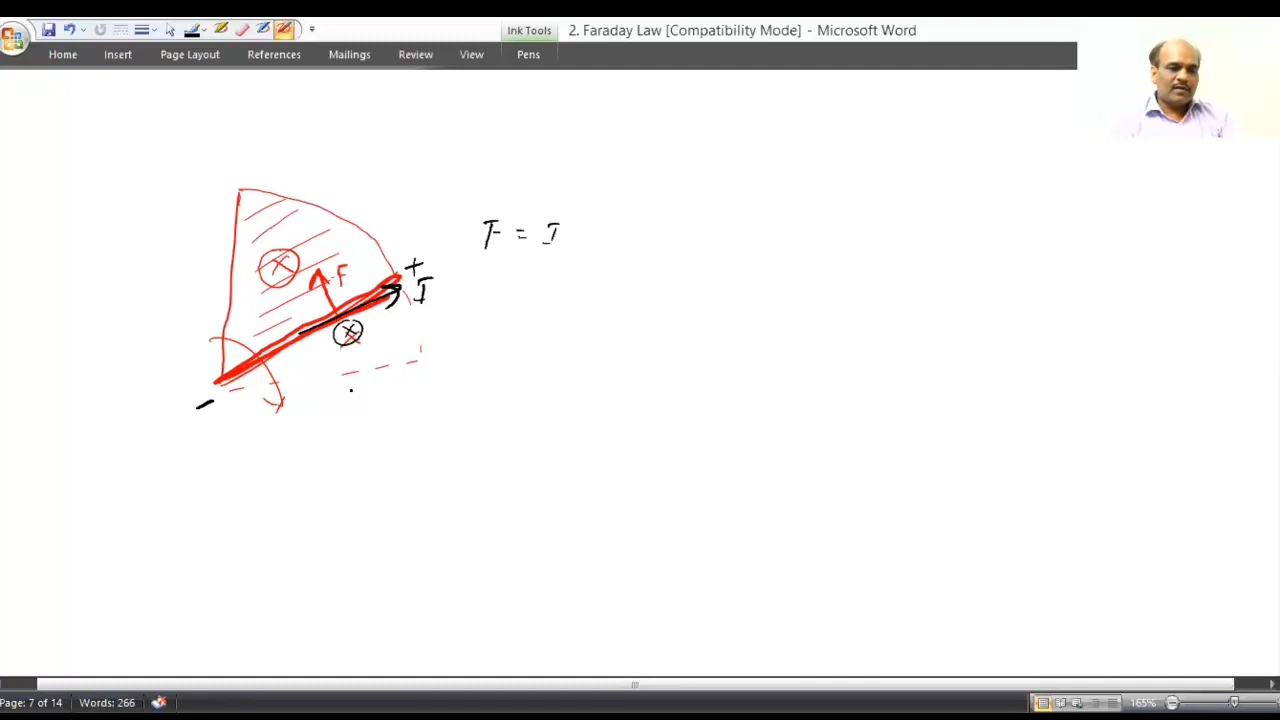 Ink Tools
2. Faraday Law [Compatibility Mode] - Microsoft Word
Home Insert Page Layout References Mailings Review View Pens
F = I
+
F
I
-
Page: 7 of 14 Words: 266 165%